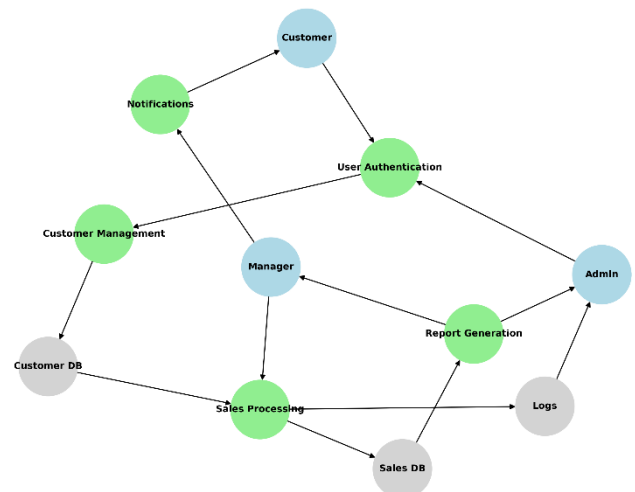 Customer
Notifications
User Authentication
Customer Management
Manager
Admin
Report Generation
Customer DB
Sales Processing
Logs
Sales DB